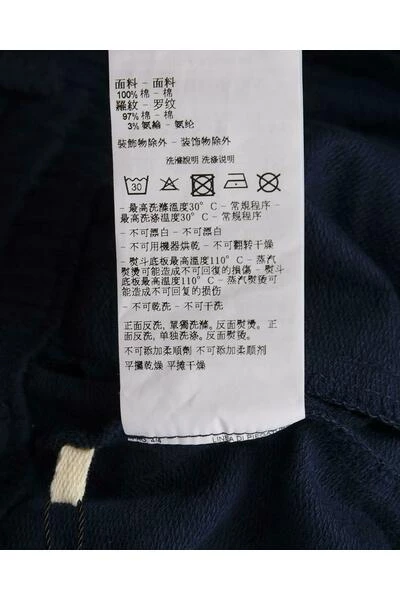 面料 - 面料
100% 棉 - 棉
羅紋 - 罗纹
97% 棉 - 棉
3% 氨綸 - 氨纶
裝飾物除外 - 装饰物除外
洗滌說明 洗涤说明
30
- 最高洗滌溫度30° C - 常規程序 -
最高洗涤温度30° C - 常规程序
- 不可漂白 - 不可漂白
- 不可用機器烘乾 - 不可翻转干燥
- 熨斗底板最高溫度110° C - 蒸汽
熨燙可能造成不可回復的損傷 - 熨斗
底板最高温度110° C - 蒸汽熨烫可
能造成不可回复的损伤
- 不可乾洗 - 不可干洗
正面反洗, 單獨洗滌。反面熨燙。 正
面反洗, 单独洗涤。反面熨烫。
不可添加柔順劑 不可添加柔顺剂
平攤乾燥 平摊干燥
LINEA DI PIEGATURA